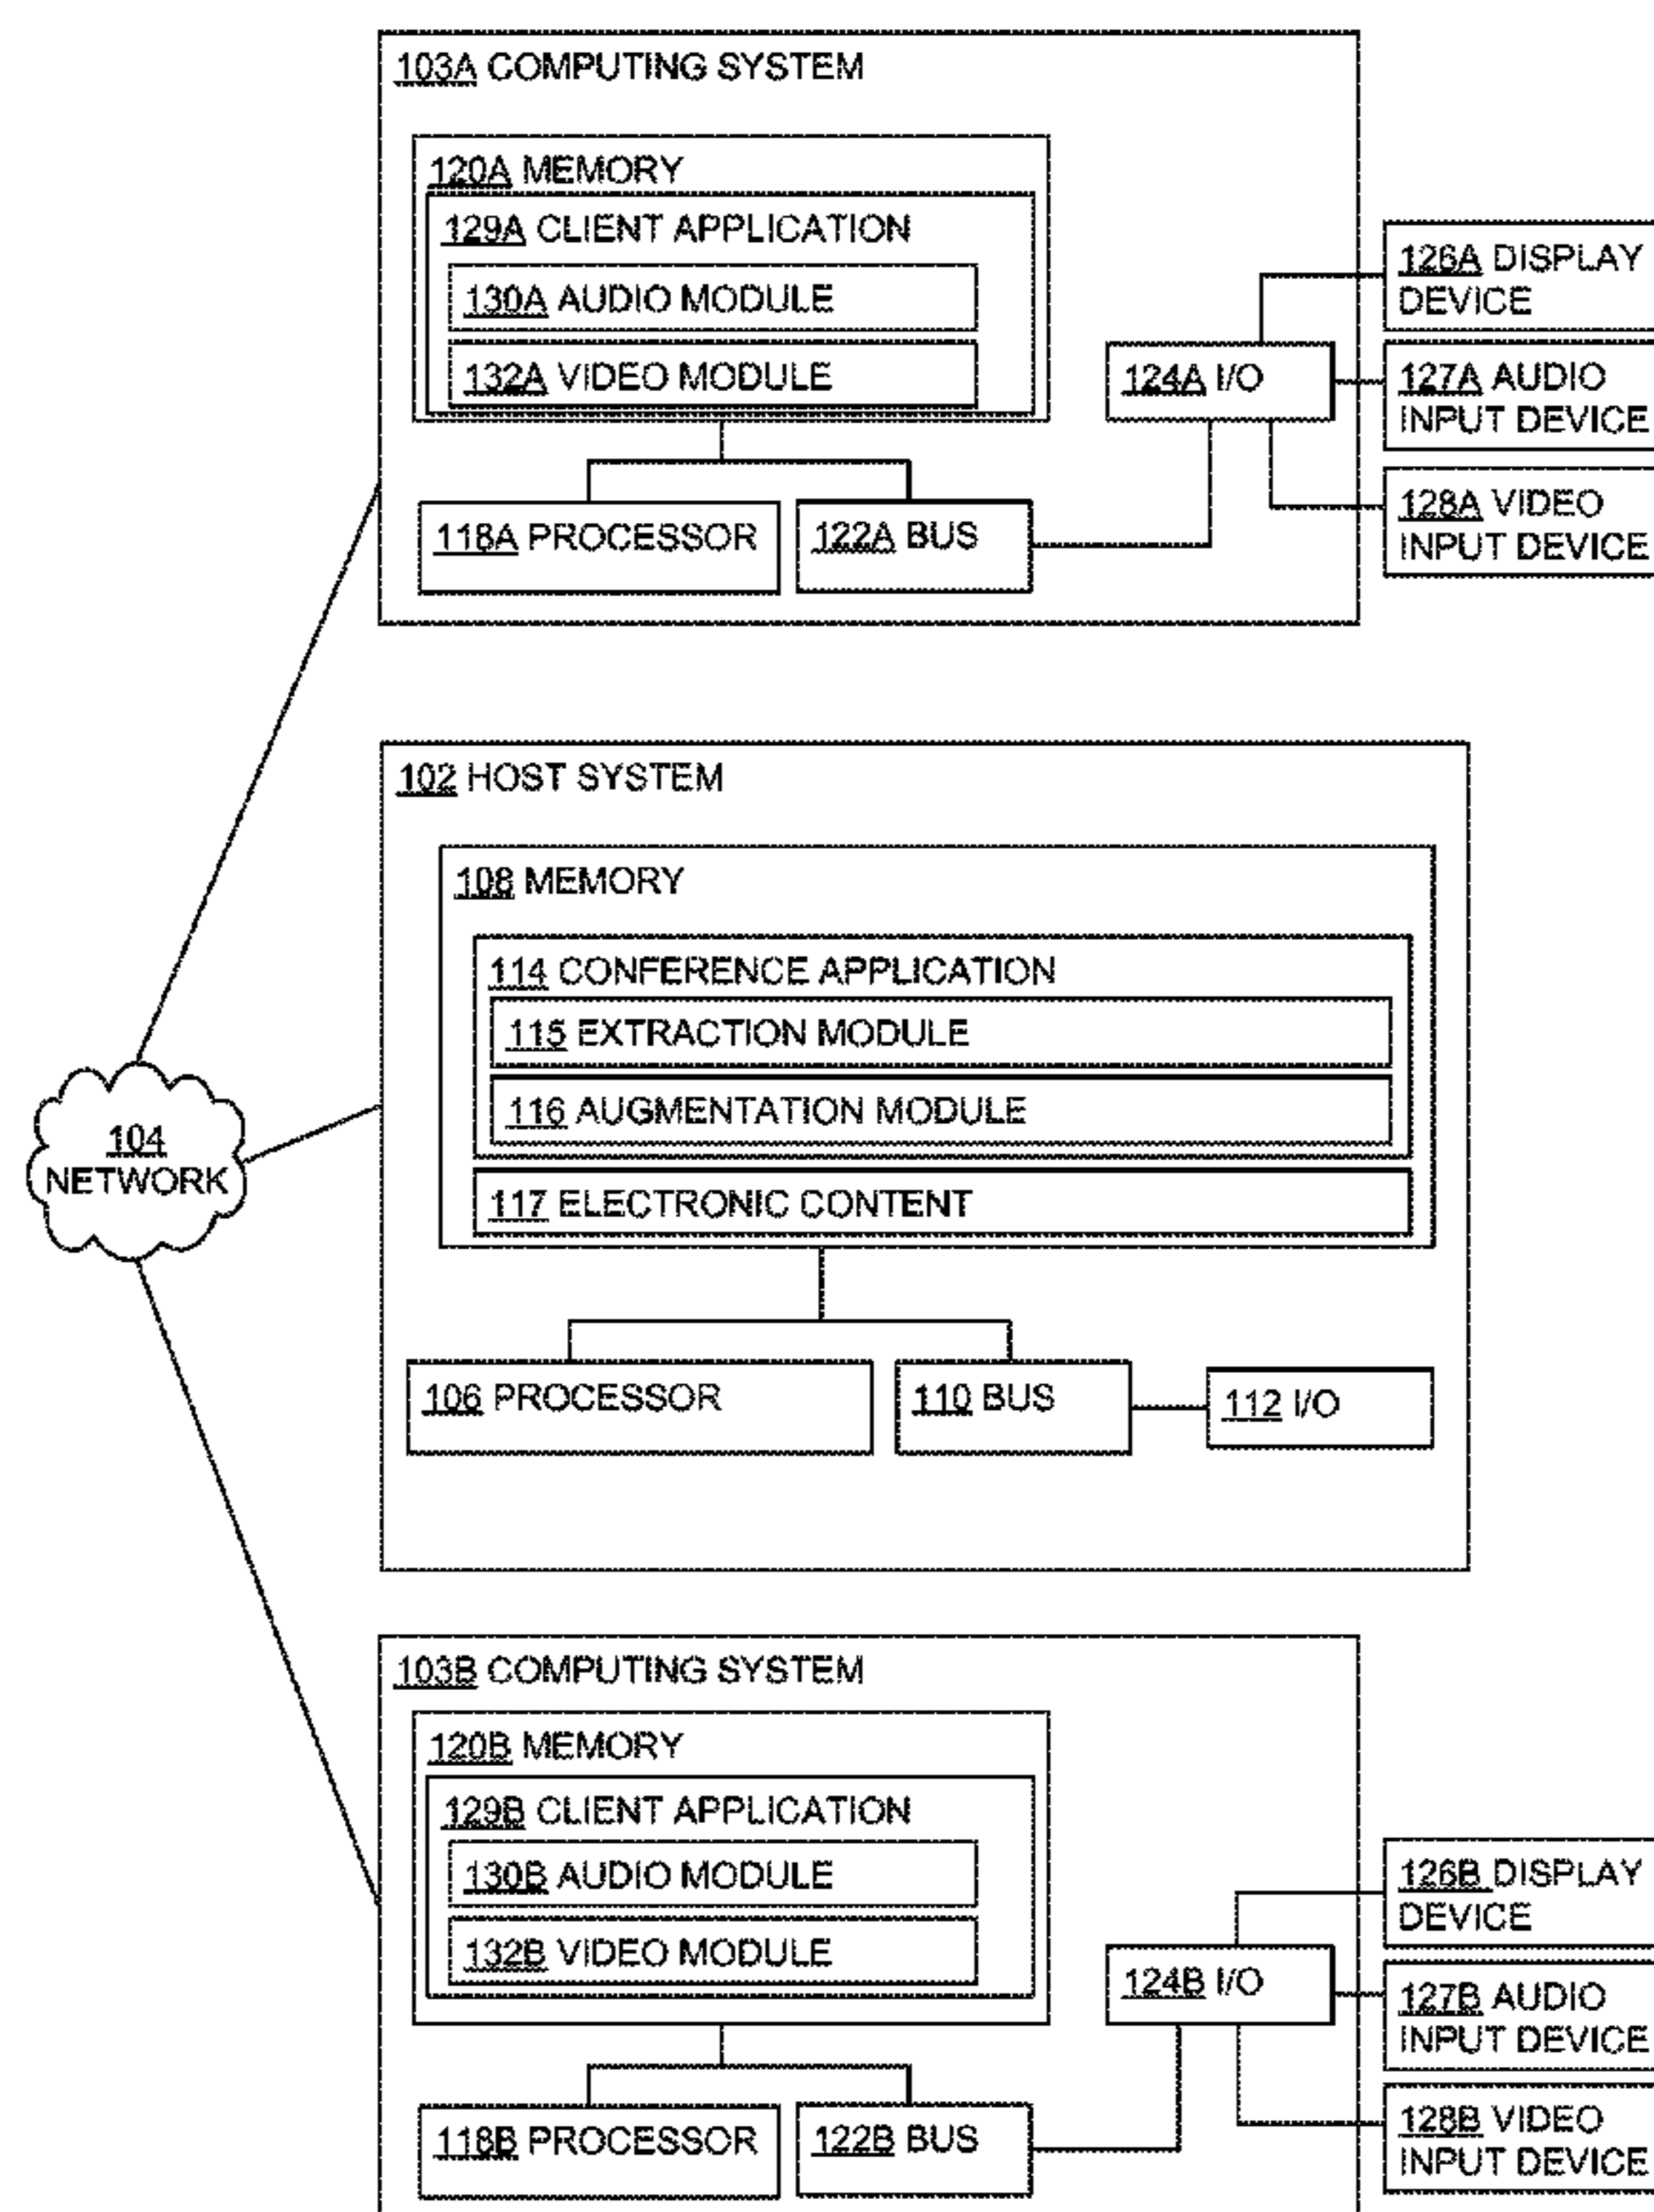 103A COMPUTING SYSTEM
120A MEMORY
129A CLIENT APPLICATION
130A AUDIO MODULE
132A VIDEO MODULE
118A PROCESSOR
122A BUS
124A I/O
126A DISPLAY
DEVICE
127A AUDIO
INPUT DEVICE
128A VIDEO
INPUT DEVICE
104
NETWORK
102 HOST SYSTEM
108 MEMORY
114 CONFERENCE APPLICATION
115 EXTRACTION MODULE
116 AUGMENTATION MODULE
117 ELECTRONIC CONTENT
106 PROCESSOR
110 BUS
112 I/O
103B COMPUTING SYSTEM
120B MEMORY
129B CLIENT APPLICATION
130B AUDIO MODULE
132B VIDEO MODULE
118B PROCESSOR
122B BUS
124B I/O
126B DISPLAY
DEVICE
127B AUDIO
INPUT DEVICE
128B VIDEO
INPUT DEVICE